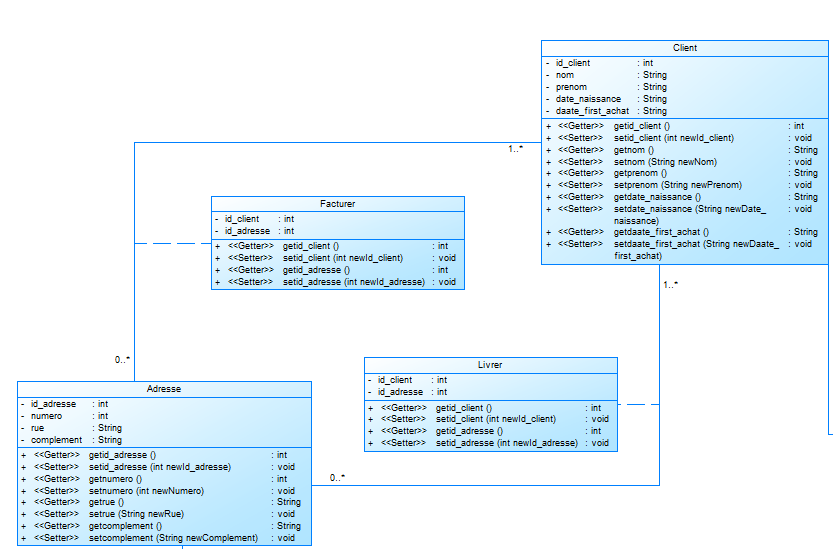 Client
- id_client : int
- nom : String
- prenom : String
- date_naissance : String
- daate_first_achat : String
+ <<Getter>> getid_client () : int
+ <<Setter>> setid_client (int newId_client) : void
+ <<Getter>> getnom () : String
+ <<Setter>> setnom (String newNom) : void
+ <<Getter>> getprenom () : String
+ <<Setter>> setprenom (String newPrenom) : void
+ <<Getter>> getdate_naissance () : String
+ <<Setter>> setdate_naissance (String newDate_ : void
naissance)
+ <<Getter>> getdaate_first_achat () : String
+ <<Setter>> setdaate_first_achat (String newDaate_ : void
first_achat)
1..*
Facturer
- id_client : int
- id_adresse : int
+ <<Getter>> getid_client () : int
+ <<Setter>> setid_client (int newId_client) : void
+ <<Getter>> getid_adresse () : int
+ <<Setter>> setid_adresse (int newId_adresse) : void
1..*
0..*
Livrer
- id_client : int
- id_adresse : int
+ <<Getter>> getid_client () : int
+ <<Setter>> setid_client (int newId_client) : void
+ <<Getter>> getid_adresse () : int
+ <<Setter>> setid_adresse (int newId_adresse) : void
Adresse
- id_adresse : int
- numero : int
- rue : String
- complement : String
+ <<Getter>> getid_adresse () : int
+ <<Setter>> setid_adresse (int newId_adresse) : void
+ <<Getter>> getnumero () : int
+ <<Setter>> setnumero (int newNumero) : void
+ <<Getter>> getrue () : String
+ <<Setter>> setrue (String newRue) : void
+ <<Getter>> getcomplement () : String
+ <<Setter>> setcomplement (String newComplement) : void
0..*